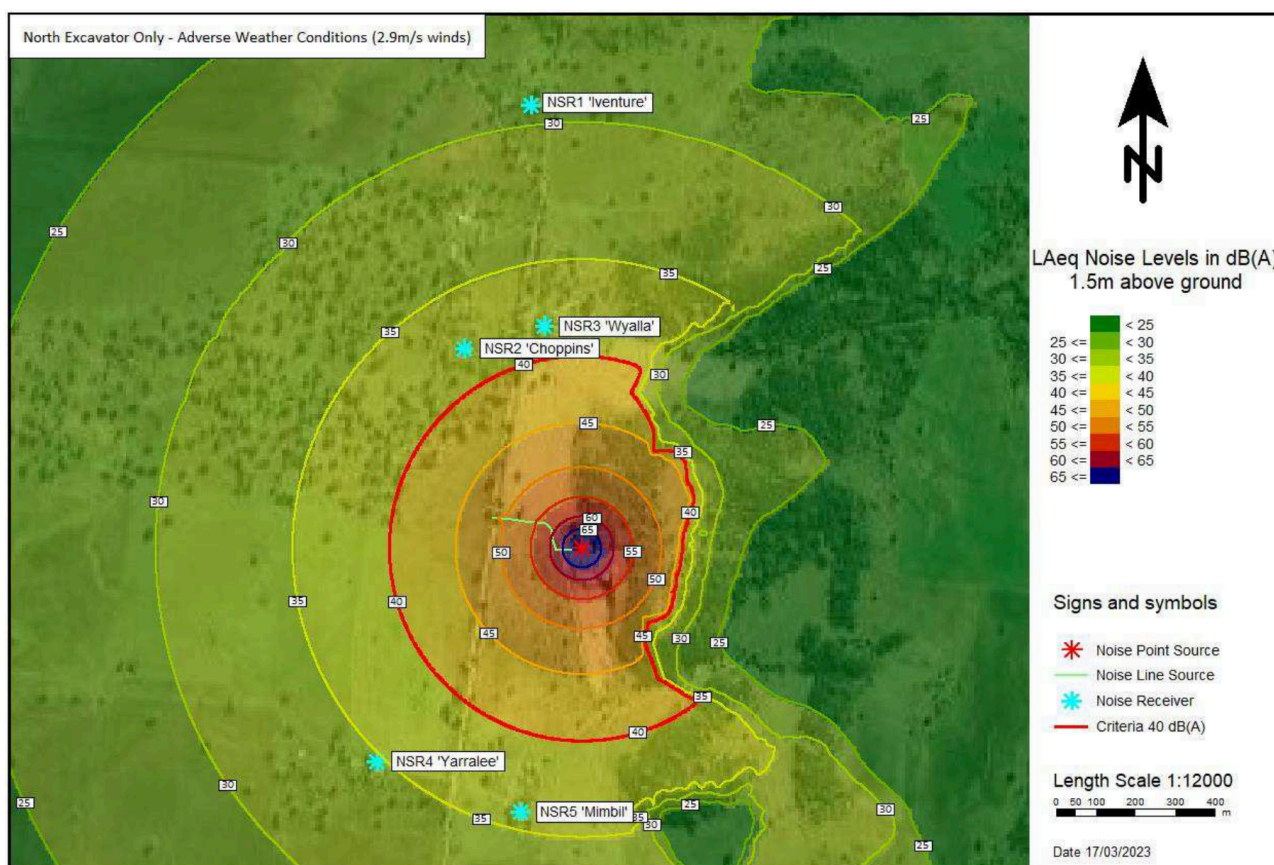 North Excavator Only - Adverse Weather Conditions (2.9m/s winds)
NSR1 'Iventure'
30
25
30
25
30
25
35
NSR3 'Wyalla'
35
NSR2 'Choppins'
40
30
45
25
35
30
60
40
65
50
55
50
35
40
45
45
30
25
35
40
NSR4 'Yarralee'
30
25
NSR5 'Mimbil'
25
30
35
35
30
25
N
LAeq Noise Levels in dB(A)
1.5m above ground
< 25
25 <= < 30
30 <= < 35
35 <= < 40
40 <= < 45
45 <= < 50
50 <= < 55
55 <= < 60
60 <= < 65
65 <=
Signs and symbols
Noise Point Source
Noise Line Source
Noise Receiver
Criteria 40 dB(A)
Length Scale 1:12000
0 50 100 200 300 400
m
Date 17/03/2023